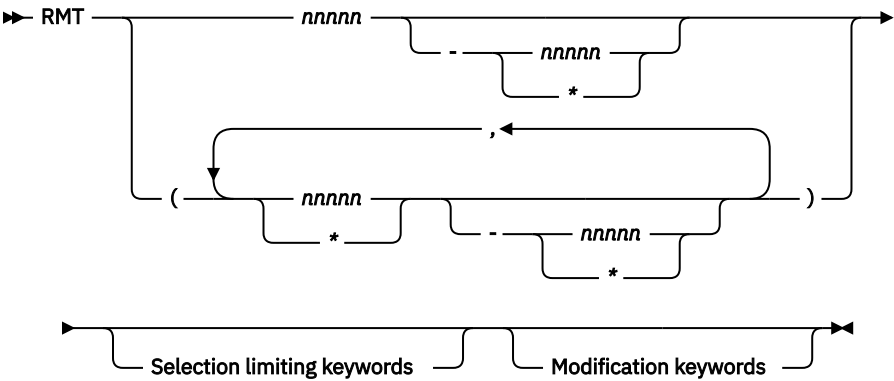 RMT nnnnn
- nnnnn
*
,
( nnnnn )
* - nnnnn
*
Selection limiting keywords Modification keywords